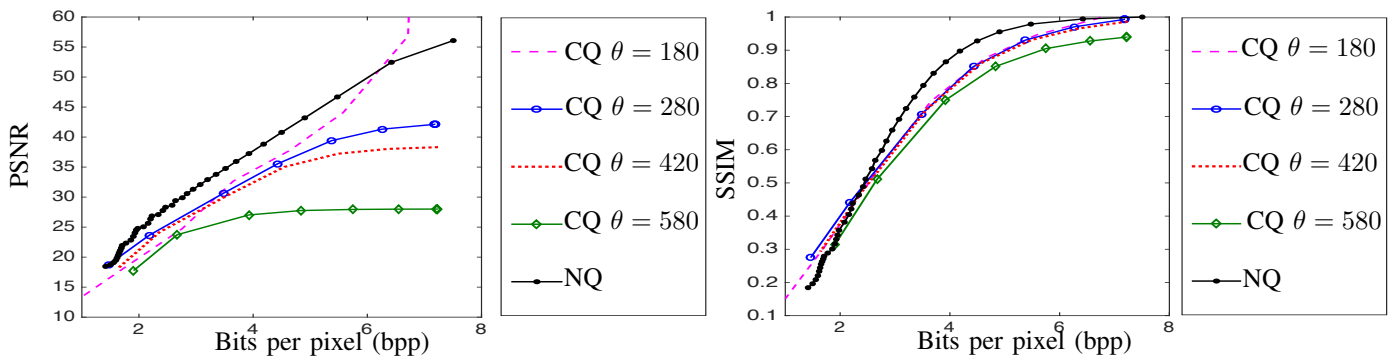 PSNR
60
55
50
45
40
35
30
25
20
15
10
2
4
6
8
Bits per pixel (bpp)
CQ θ = 180
CQ θ = 280
CQ θ = 420
CQ θ = 580
NQ
SSIM
1
0.9
0.8
0.7
0.6
0.5
0.4
0.3
0.2
0.1
2
4
6
8
Bits per pixel (bpp)
CQ θ = 180
CQ θ = 280
CQ θ = 420
CQ θ = 580
NQ